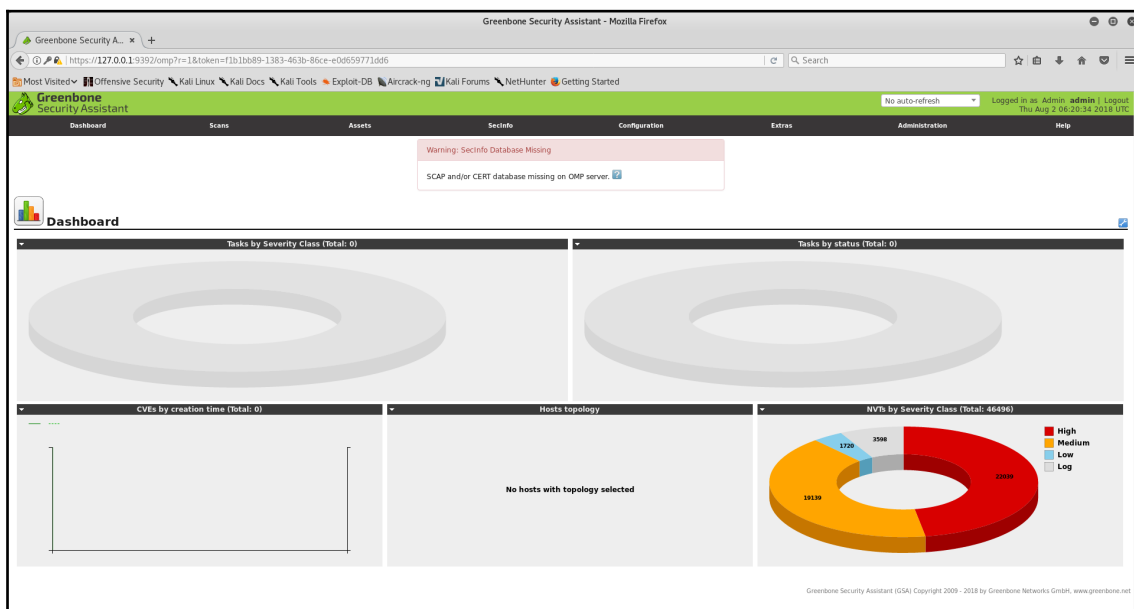 Greenbone Security Assistant - Mozilla Firefox
Greenbone Security A... × +
https://127.0.0.1:9392/omp?r=1&token=f1b1bb89-1383-463b-86ce-e0d659771dd6 Search
Most Visited Offensive Security Kali Linux Kali Docs Kali Tools Exploit-DB Aircrack-ng Kali Forums NetHunter Getting Started
Greenbone
Security Assistant
No auto-refresh
Logged in as Admin admin | Logout
Thu Aug 2 06:20:34 2018 UTC
Dashboard Scans Assets SecInfo Configuration Extras Administration Help
Warning: SecInfo Database Missing
SCAP and/or CERT database missing on OMP server. ?
Dashboard
Tasks by Severity Class (Total: 0)
Tasks by status (Total: 0)
CVEs by creation time (Total: 0)
Hosts topology
No hosts with topology selected
NVTs by Severity Class (Total: 46496)
1720
3598
19139
High
Medium
Low
Log
Greenbone Security Assistant (GSA) Copyright 2009 - 2018 by Greenbone Networks GmbH, www.greenbone.net